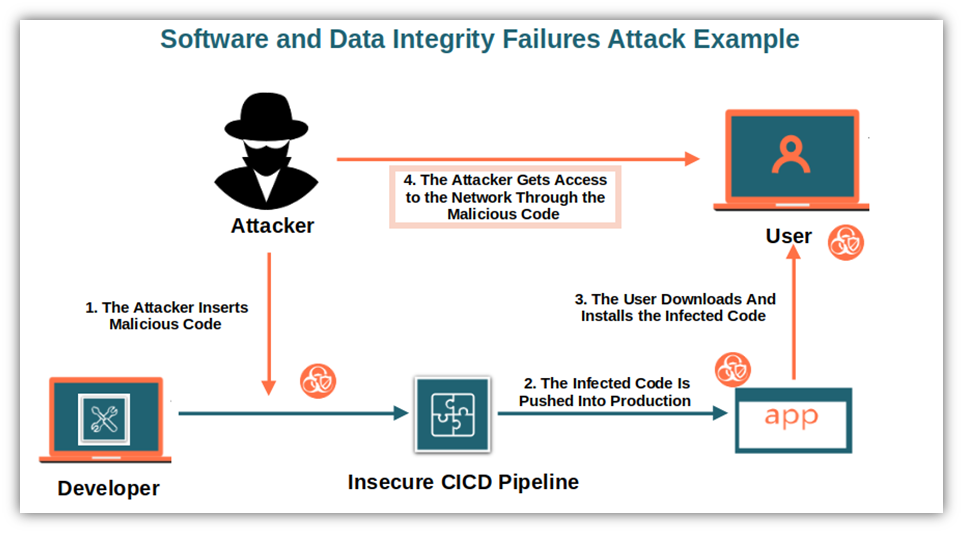 Software and Data Integrity Failures Attack Example
4. The Attacker Gets Access
to the Network Through the
Malicious Code
Attacker
User
1. The Attacker Inserts
Malicious Code
3. The User Downloads And
Installs the Infected Code
2. The Infected Code Is
Pushed Into Production
app
Developer
Insecure CICD Pipeline